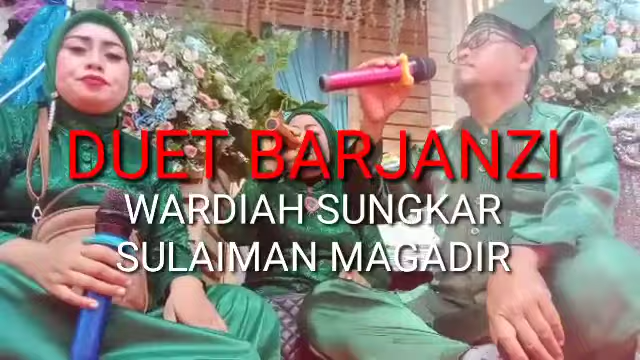 DUET BARJANZI
WARDIAH SUNGKAR
SULAIMAN MAGADIR